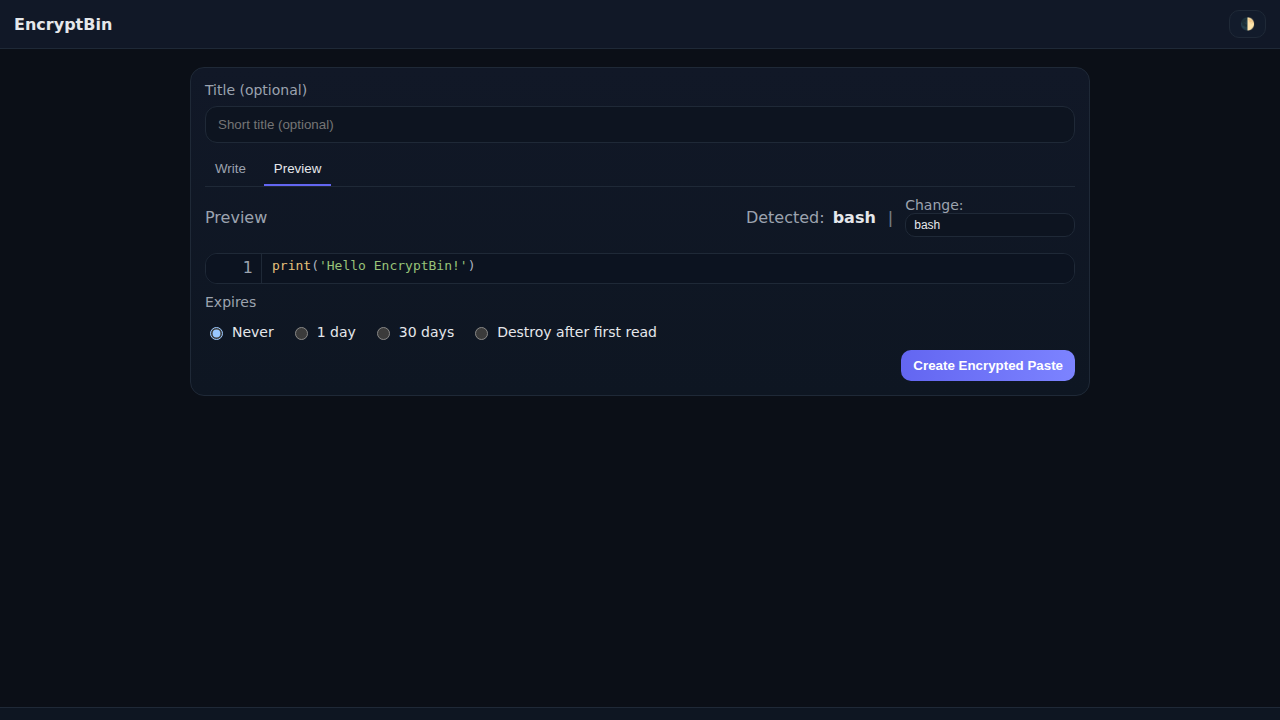 EncryptBin
Title (optional)
Short title (optional)
Write Preview
Preview Detected: bash | Change:
bash
1 print('Hello EncryptBin!')
Expires
Never 1 day 30 days Destroy after first read
Create Encrypted Paste